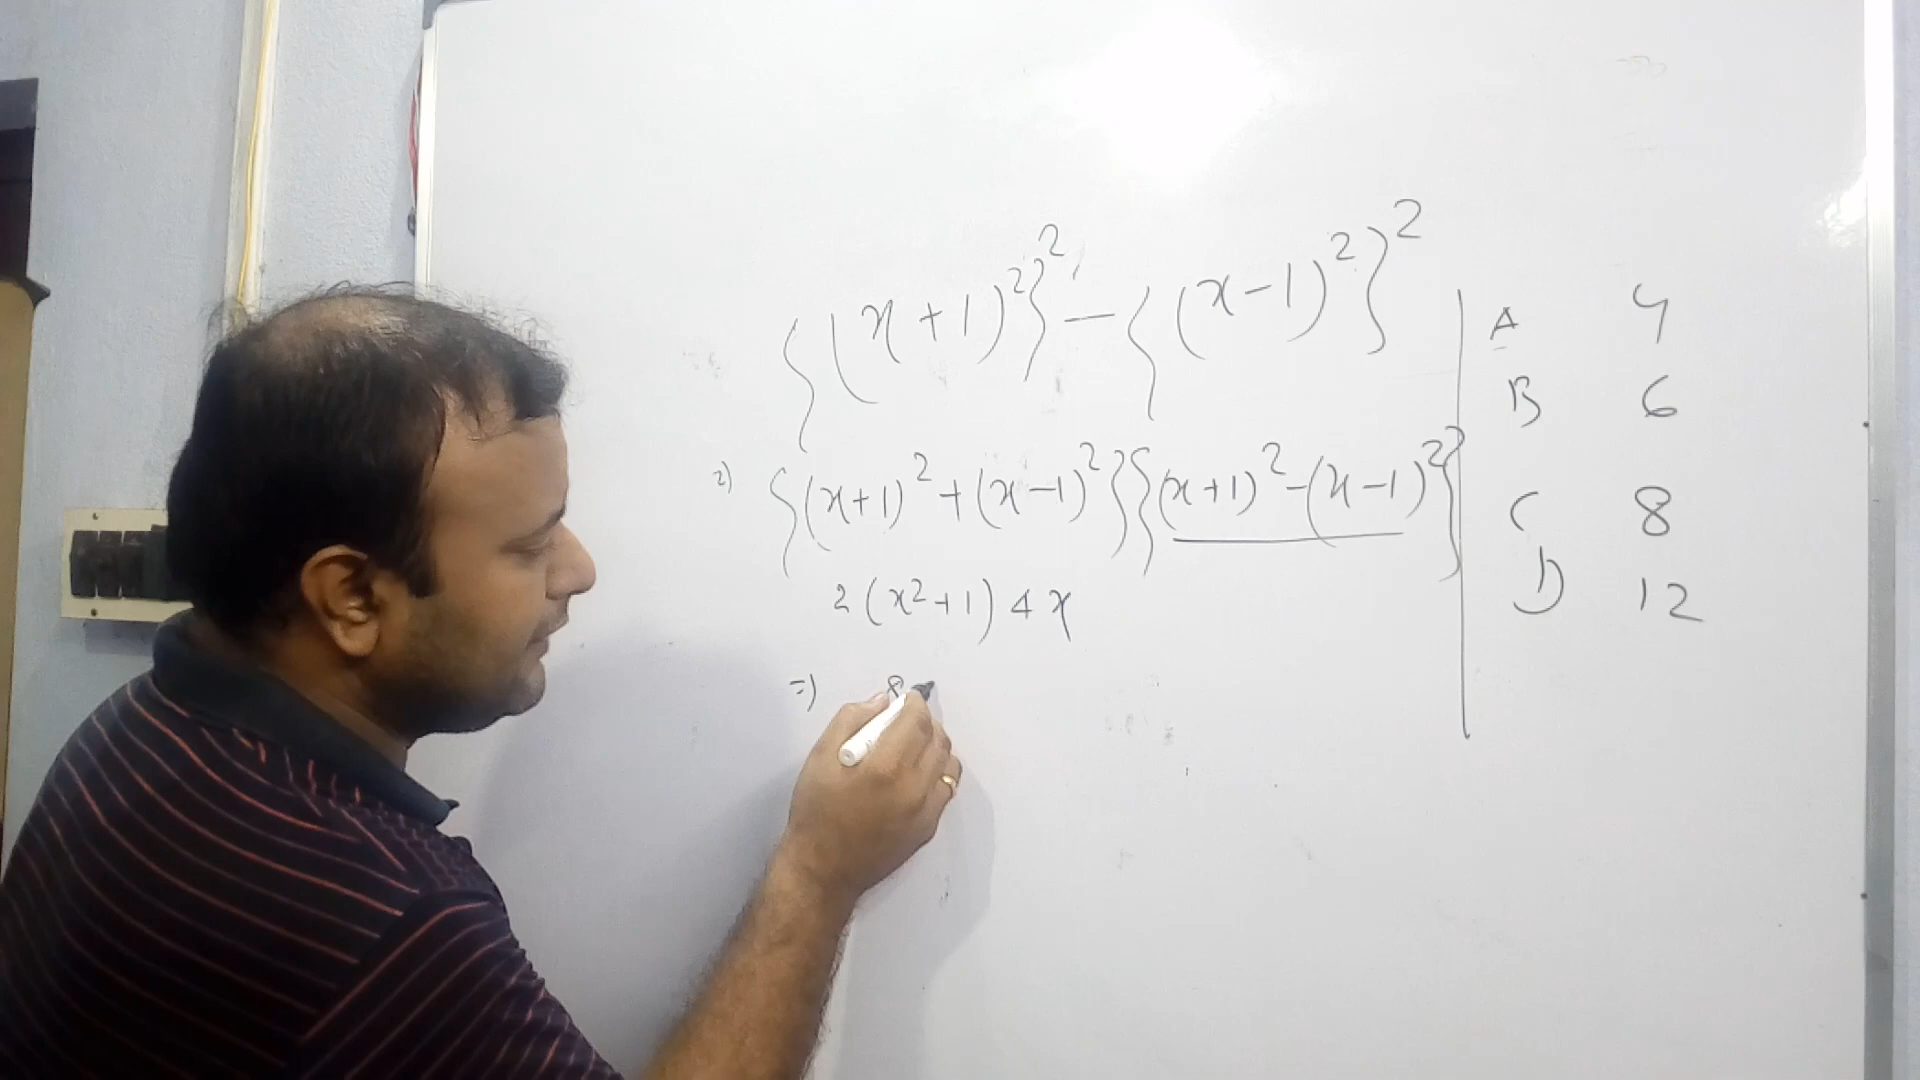 {(x+1)²}² - {(x-1)²}²
=) {(x+1)²+(x-1)²}{(x+1)²-(x-1)²}
2(x²+1) 4x
=) 8
A 4
B 6
C 8
D 12